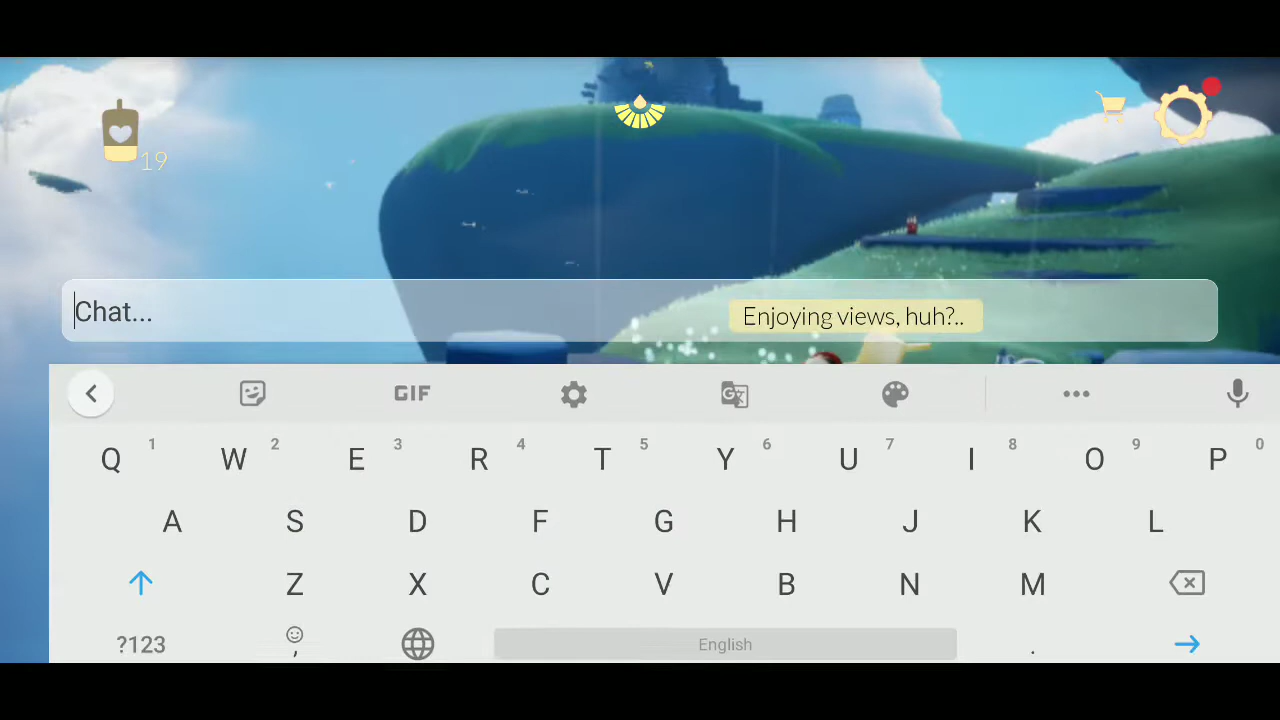 19
Chat...
Enjoying views, huh?..
GIF
Q 1 W 2 E 3 R 4 T 5 Y 6 U 7 I 8 O 9 P 0
A S D F G H J K L
Z X C V B N M
?123 , English .